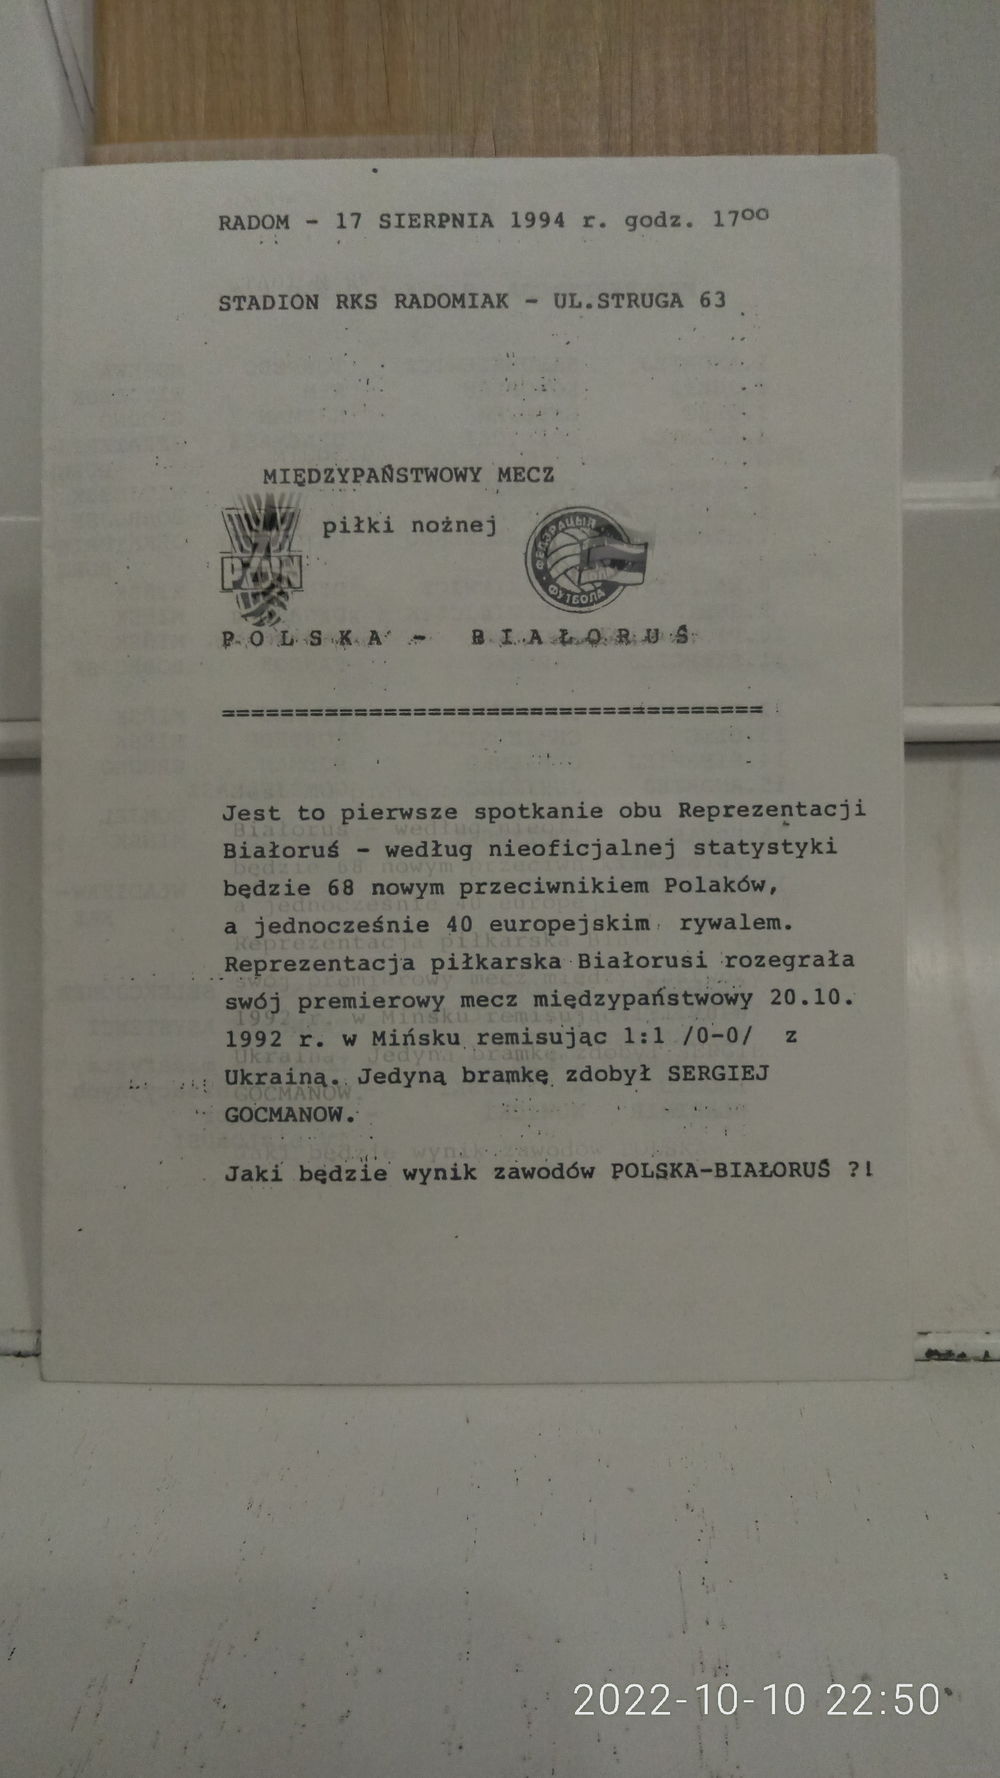 RADOM - 17 SIERPNIA 1994 r. godz. 17⁰⁰
STADION RKS RADOMIAK - UL.STRUGA 63
MIĘDZYPAŃSTWOWY MECZ
piłki nożnej
PZPN
ФЕДЭРАЦЫЯ
ФУТБОЛА
POLSKA - BIAŁORUŚ
=====================================
Jest to pierwsze spotkanie obu Reprezentacji
Białoruś - według nieoficjalnej statystyki
będzie 68 nowym przeciwnikiem Polaków,
a jednocześnie 40 europejskim rywalem.
Reprezentacja piłkarska Białorusi rozegrała
swój premierowy mecz międzypaństwowy 20.10.
1992 r. w Mińsku remisując 1:1 /0-0/ z
Ukrainą. Jedyną bramkę zdobył SERGIEJ
GOCMANOW.
Jaki będzie wynik zawodów POLSKA-BIAŁORUŚ ?!
2022-10-10 22:50